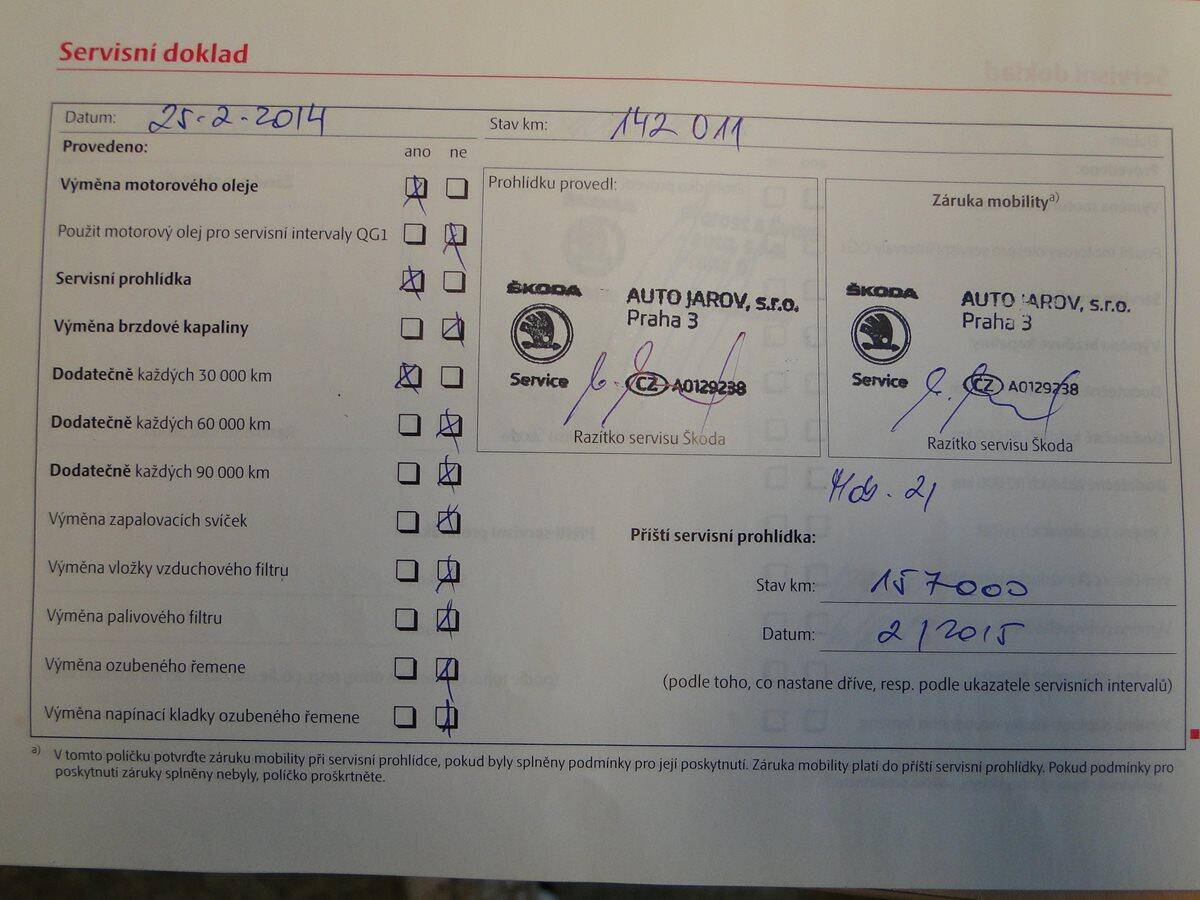 Servisní doklad
Datum: 25-2-2014
Stav km: 142 011
Provedeno: ano ne
Výměna motorového oleje
Použit motorový olej pro servisní intervaly QG1
Servisní prohlídka
Výměna brzdové kapaliny
Dodatečně každých 30 000 km
Dodatečně každých 60 000 km
Dodatečně každých 90 000 km
Výměna zapalovacích svíček
Výměna vložky vzduchového filtru
Výměna palivového filtru
Výměna ozubeného řemene
Výměna napínací kladky ozubeného řemene
Prohlídku provedl:
ŠKODA AUTO JAROV, s.r.o.
Praha 3
Service CZ A0129238
Razítko servisu Škoda
Záruka mobility a)
ŠKODA AUTO JAROV, s.r.o.
Praha 3
Service CZ A0129238
Razítko servisu Škoda
Příští servisní prohlídka:
Stav km: 157000
Datum: 2/2015
(podle toho, co nastane dříve, resp. podle ukazatele servisních intervalů)
a) V tomto políčku potvrďte záruku mobility při servisní prohlídce, pokud byly splněny podmínky pro její poskytnutí. Záruka mobility platí do příští servisní prohlídky. Pokud podmínky pro
poskytnutí záruky splněny nebyly, políčko proškrtněte.